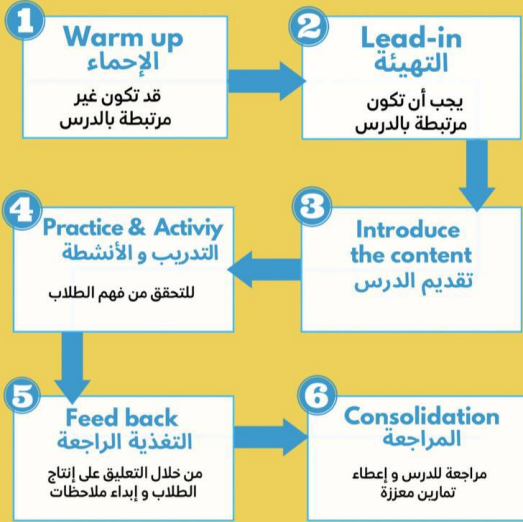 1
Warm up
الإحماء
قد تكون غير
مرتبطة بالدرس
2
Lead-in
التهيئة
يجب أن تكون
مرتبطة بالدرس
3
Introduce
the content
تقديم الدرس
4
Practice & Activiy
التدريب و الأنشطة
للتحقق من فهم الطلاب
5
Feed back
التغذية الراجعة
من خلال التعليق على إنتاج
الطلاب و إبداء ملاحظات
6
Consolidation
المراجعة
مراجعة للدرس و إعطاء
تمارين معززة